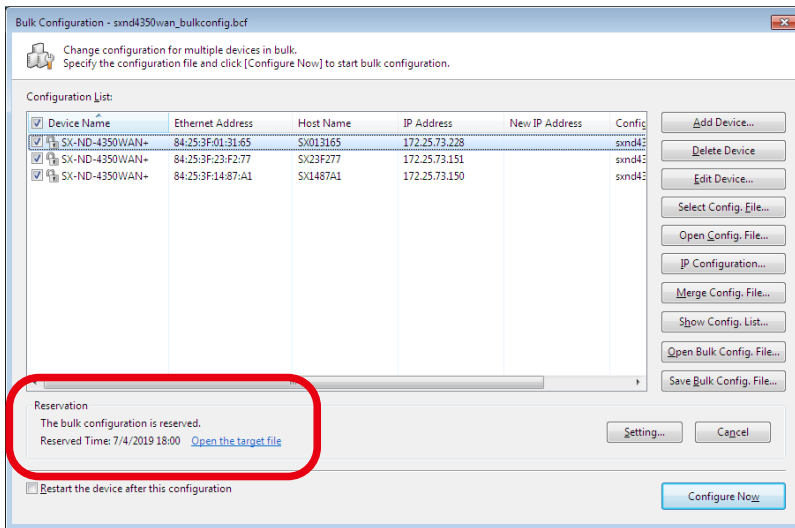 Bulk Configuration - sxnd4350wan_bulkconfig.bcf
Change configuration for multiple devices in bulk.
Specify the configuration file and click [Configure Now] to start bulk configuration.
Configuration List:
Device Name Ethernet Address Host Name IP Address New IP Address Config
SX-ND-4350WAN+ 84:25:3F:01:31:65 SX013165 172.25.73.228 sxnd43
SX-ND-4350WAN+ 84:25:3F:23:F2:77 SX23F277 172.25.73.151 sxnd43
SX-ND-4350WAN+ 84:25:3F:14:87:A1 SX1487A1 172.25.73.150 sxnd43
Add Device...
Delete Device
Edit Device...
Select Config. File...
Open Config. File...
IP Configuration...
Merge Config. File...
Show Config. List...
Open Bulk Config. File...
Save Bulk Config. File...
Reservation
The bulk configuration is reserved.
Reserved Time: 7/4/2019 18:00 Open the target file
Setting... Cancel
Restart the device after this configuration
Configure Now